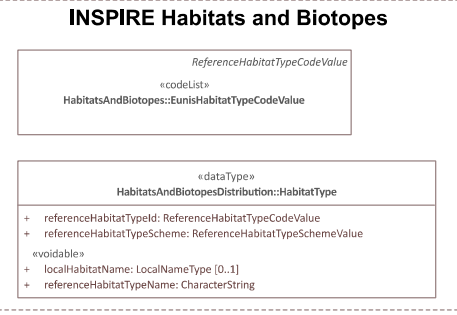 INSPIRE Habitats and Biotopes
ReferenceHabitatTypeCodeValue
«codeList»
HabitatsAndBiotopes::EunisHabitatTypeCodeValue
«dataType»
HabitatsAndBiotopesDistribution::HabitatType
+ referenceHabitatTypeId: ReferenceHabitatTypeCodeValue
+ referenceHabitatTypeScheme: ReferenceHabitatTypeSchemeValue
«voidable»
+ localHabitatName: LocalNameType [0..1]
+ referenceHabitatTypeName: CharacterString